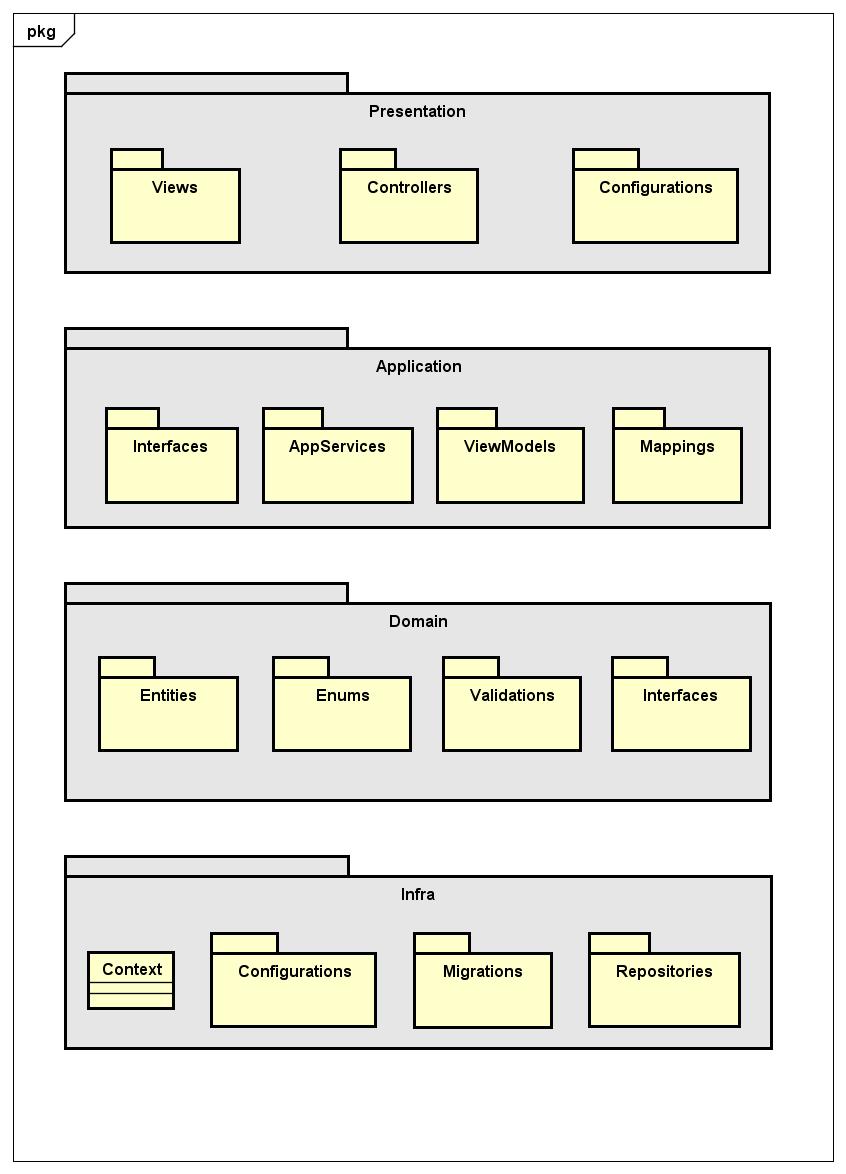 pkg
Presentation
Views
Controllers
Configurations
Application
Interfaces
AppServices
ViewModels
Mappings
Domain
Entities
Enums
Validations
Interfaces
Infra
Context
Configurations
Migrations
Repositories